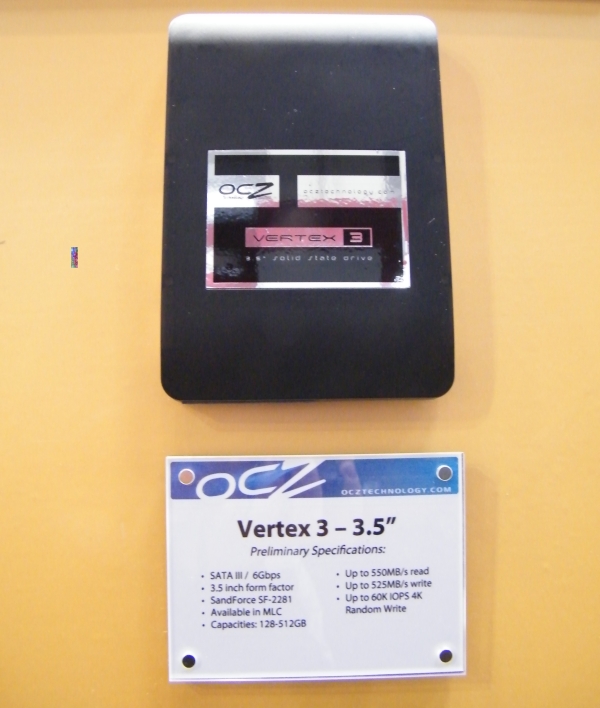 OCZ
ocztechnology.com
VERTEX 3
3.5" solid state drive
OCZ
OCZTECHNOLOGY.COM
Vertex 3 – 3.5”
Preliminary Specifications:
• SATA III / 6Gbps
• 3.5 inch form factor
• SandForce SF-2281
• Available in MLC
• Capacities: 128-512GB
• Up to 550MB/s read
• Up to 525MB/s write
• Up to 60K IOPS 4K
Random Write